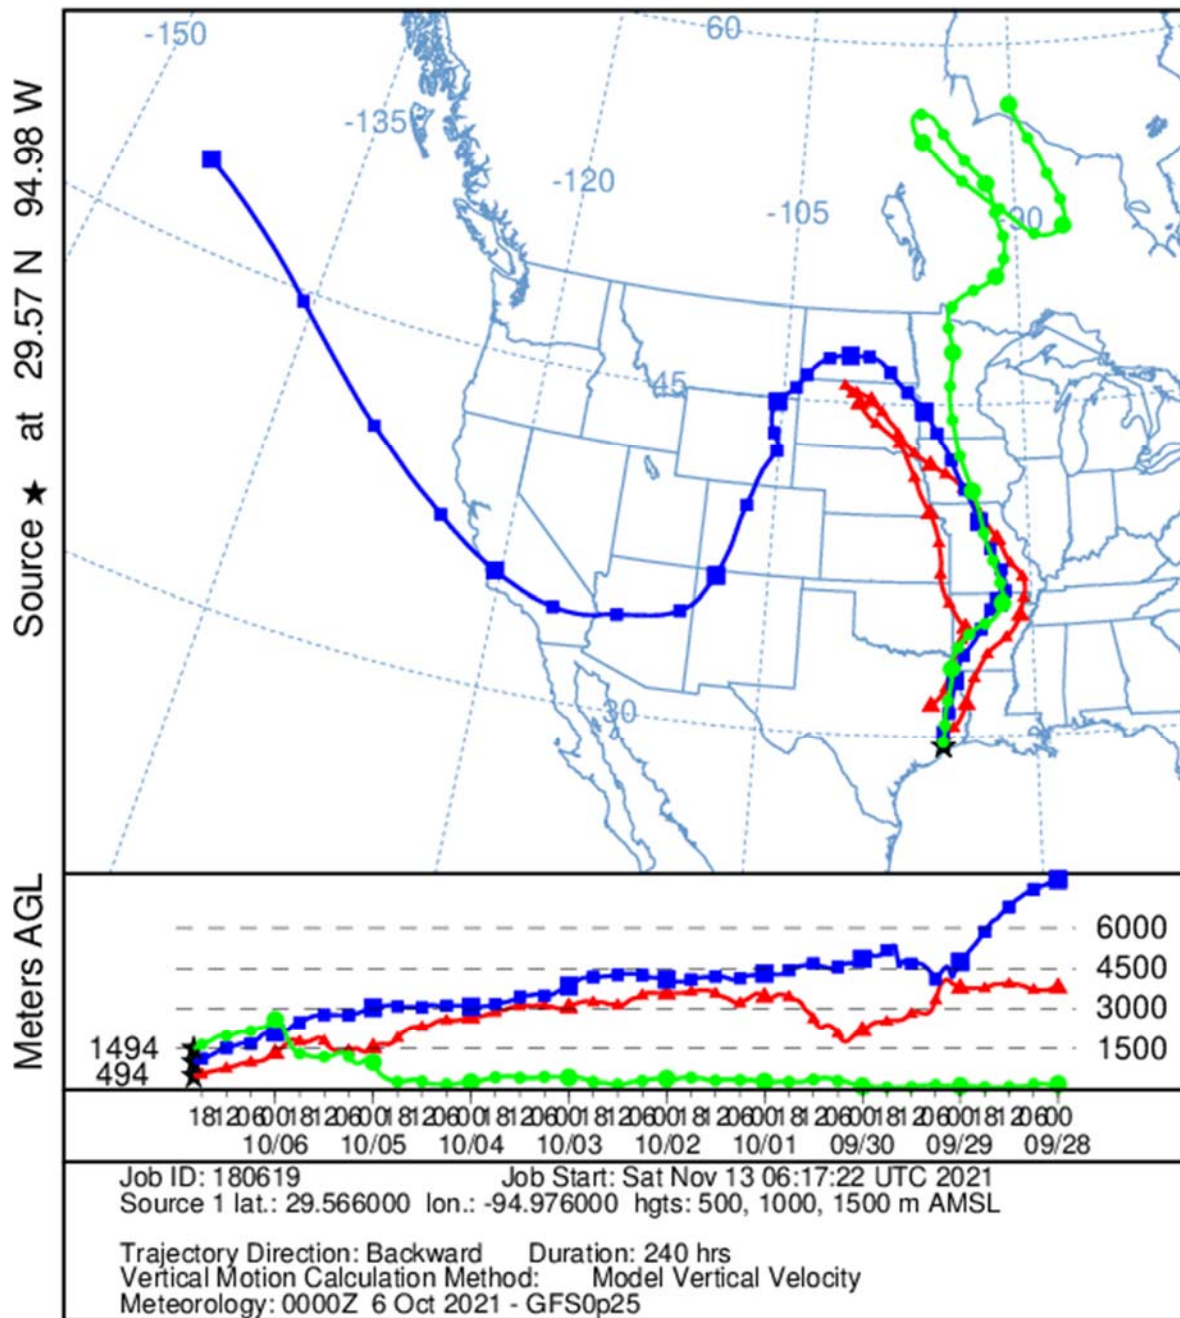 -150
60
-135
-120
-105
-90
45
30
Source ★ at 29.57 N 94.98 W
Meters AGL
6000
4500
3000
1500
1494
494
10/06 10/05 10/04 10/03 10/02 10/01 09/30 09/29 09/28
Job ID: 180619 Job Start: Sat Nov 13 06:17:22 UTC 2021
Source 1 lat.: 29.566000 lon.: -94.976000 hgts: 500, 1000, 1500 m AMSL
Trajectory Direction: Backward Duration: 240 hrs
Vertical Motion Calculation Method: Model Vertical Velocity
Meteorology: 0000Z 6 Oct 2021 - GFS0p25